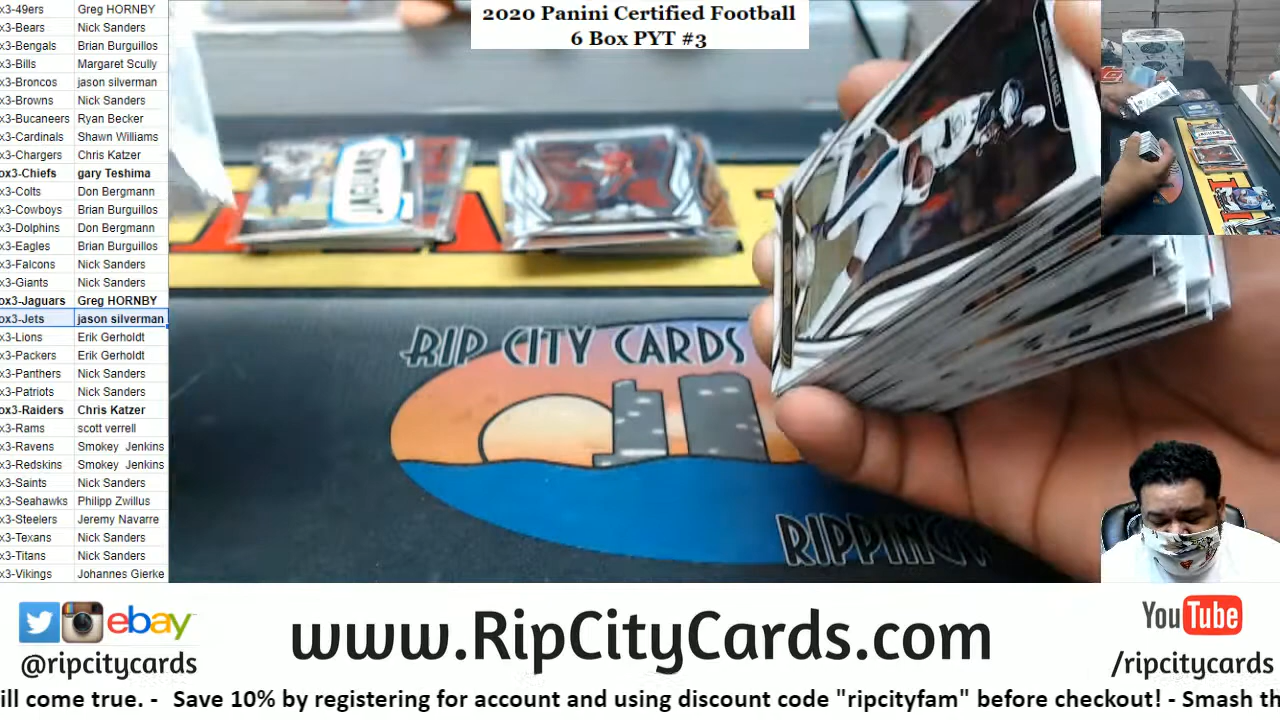 2020 Panini Certified Football
6 Box PYT #3
x3-49ers Greg HORNBY
x3-Bears Nick Sanders
x3-Bengals Brian Burguillos
x3-Bills Margaret Scully
x3-Broncos jason silverman
x3-Browns Nick Sanders
x3-Bucaneers Ryan Becker
x3-Cardinals Shawn Williams
x3-Chargers Chris Katzer
ox3-Chiefs gary Teshima
x3-Colts Don Bergmann
x3-Cowboys Brian Burguillos
x3-Dolphins Don Bergmann
x3-Eagles Brian Burguillos
x3-Falcons Nick Sanders
x3-Giants Nick Sanders
ox3-Jaguars Greg HORNBY
ox3-Jets jason silverman
x3-Lions Erik Gerholdt
x3-Packers Erik Gerholdt
x3-Panthers Nick Sanders
x3-Patriots Nick Sanders
ox3-Raiders Chris Katzer
x3-Rams scott verrell
x3-Ravens Smokey Jenkins
x3-Redskins Smokey Jenkins
x3-Saints Nick Sanders
x3-Seahawks Philipp Zwillus
x3-Steelers Jeremy Navarre
x3-Texans Nick Sanders
x3-Titans Nick Sanders
x3-Vikings Johannes Gierke
JAGUARS
EAGLES
RIP CITY CARDS
RIPPING
ebay
@ripcitycards
www.RipCityCards.com
YouTube
/ripcitycards
ill come true. - Save 10% by registering for account and using discount code "ripcityfam" before checkout! - Smash th